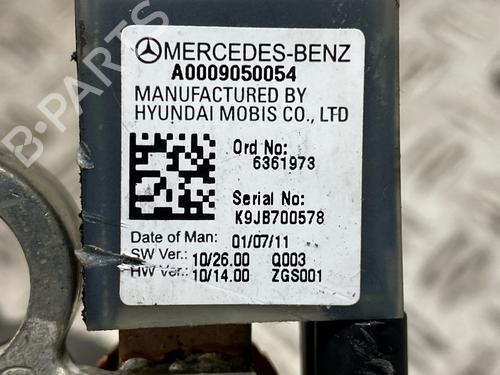 MERCEDES-BENZ
A0009050054
MANUFACTURED BY
HYUNDAI MOBIS CO., LTD
Ord No:
6361973
Serial No:
K9JB700578
Date of Man: 01/07/11
SW Ver.: 10/26.00 Q003
HW Ver.: 10/14.00 ZGS001
B-Parts